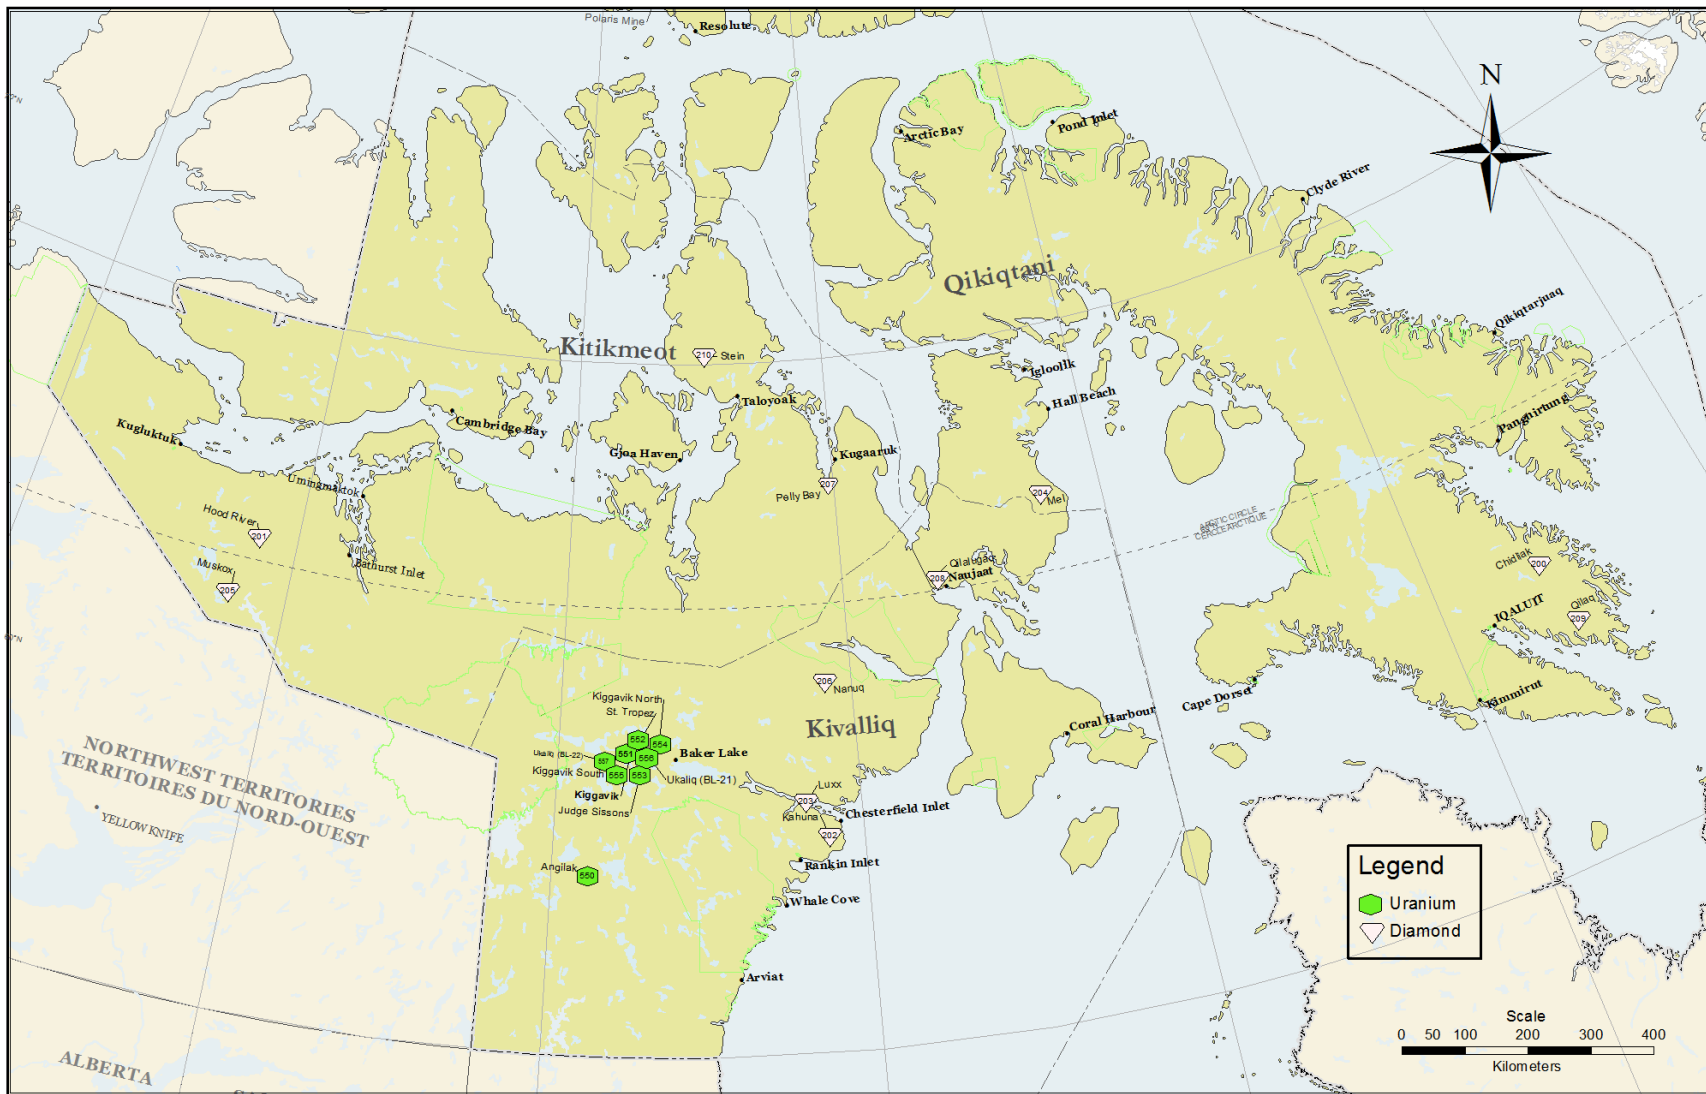 Polaris Mine
Resolute
N
Arctic Bay
Pond Inlet
Clyde River
Qikiqtani
Qikiqtarjuaq
Kitikmeot
210
Stein
Igloolik
Hall Beach
Taloyoak
Cambridge Bay
Kugluktuk
Gjoa Haven
Kugaaruk
Pangnirtung
Umingmaktok
Pelly Bay
207
204
Mel
Hood River
201
ARCTIC CIRCLE
CERCLE ARCTIQUE
Bathurst Inlet
Muskox
205
Qilalugaq
208
Naujaat
Chidliak
200
Qilaq
209
IQALUIT
Kimmirut
Cape Dorset
206
Nanuq
Kivalliq
Coral Harbour
Kiggavik North
St. Tropez
552
554
Ukaliq (BL-22)
557
551
556
Baker Lake
Kiggavik South
555
553
Ukaliq (BL-21)
Kiggavik
Judge Sissons
Luxx
203
Kahuna
202
Chesterfield Inlet
Rankin Inlet
Angilak
550
Whale Cove
Arviat
NORTHWEST TERRITORIES
TERRITOIRES DU NORD-OUEST
YELLOWKNIFE
ALBERTA
Legend
Uranium
Diamond
Scale
0 50 100 200 300 400
Kilometers